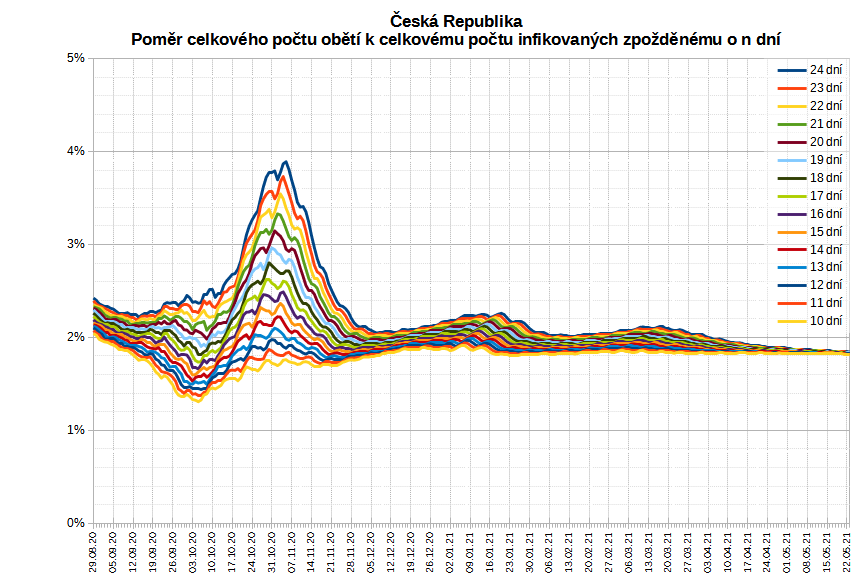 Česká Republika
Poměr celkového počtu obětí k celkovému počtu infikovaných zpožděnému o n dní
5%
4%
3%
2%
1%
0%
24 dní
23 dní
22 dní
21 dní
20 dní
19 dní
18 dní
17 dní
16 dní
15 dní
14 dní
13 dní
12 dní
11 dní
10 dní
29.08.20
05.09.20
12.09.20
19.09.20
26.09.20
03.10.20
10.10.20
17.10.20
24.10.20
31.10.20
07.11.20
14.11.20
21.11.20
28.11.20
05.12.20
12.12.20
19.12.20
26.12.20
02.01.21
09.01.21
16.01.21
23.01.21
30.01.21
06.02.21
13.02.21
20.02.21
27.02.21
06.03.21
13.03.21
20.03.21
27.03.21
03.04.21
10.04.21
17.04.21
24.04.21
01.05.21
08.05.21
15.05.21
22.05.21